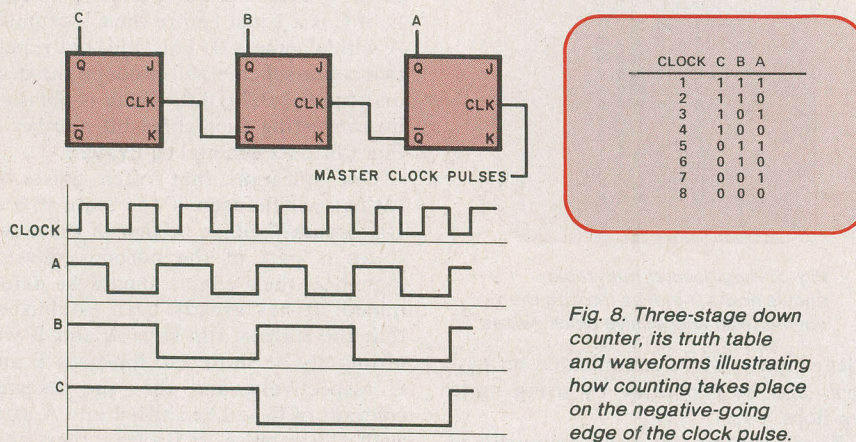 C
B
A
Q J
CLK
Q K
Q J
CLK
Q K
Q J
CLK
Q K
MASTER CLOCK PULSES
CLOCK
A
B
C
CLOCK C B A
1 1 1 1
2 1 1 0
3 1 0 1
4 1 0 0
5 0 1 1
6 0 1 0
7 0 0 1
8 0 0 0
Fig. 8. Three-stage down
counter, its truth table
and waveforms illustrating
how counting takes place
on the negative-going
edge of the clock pulse.